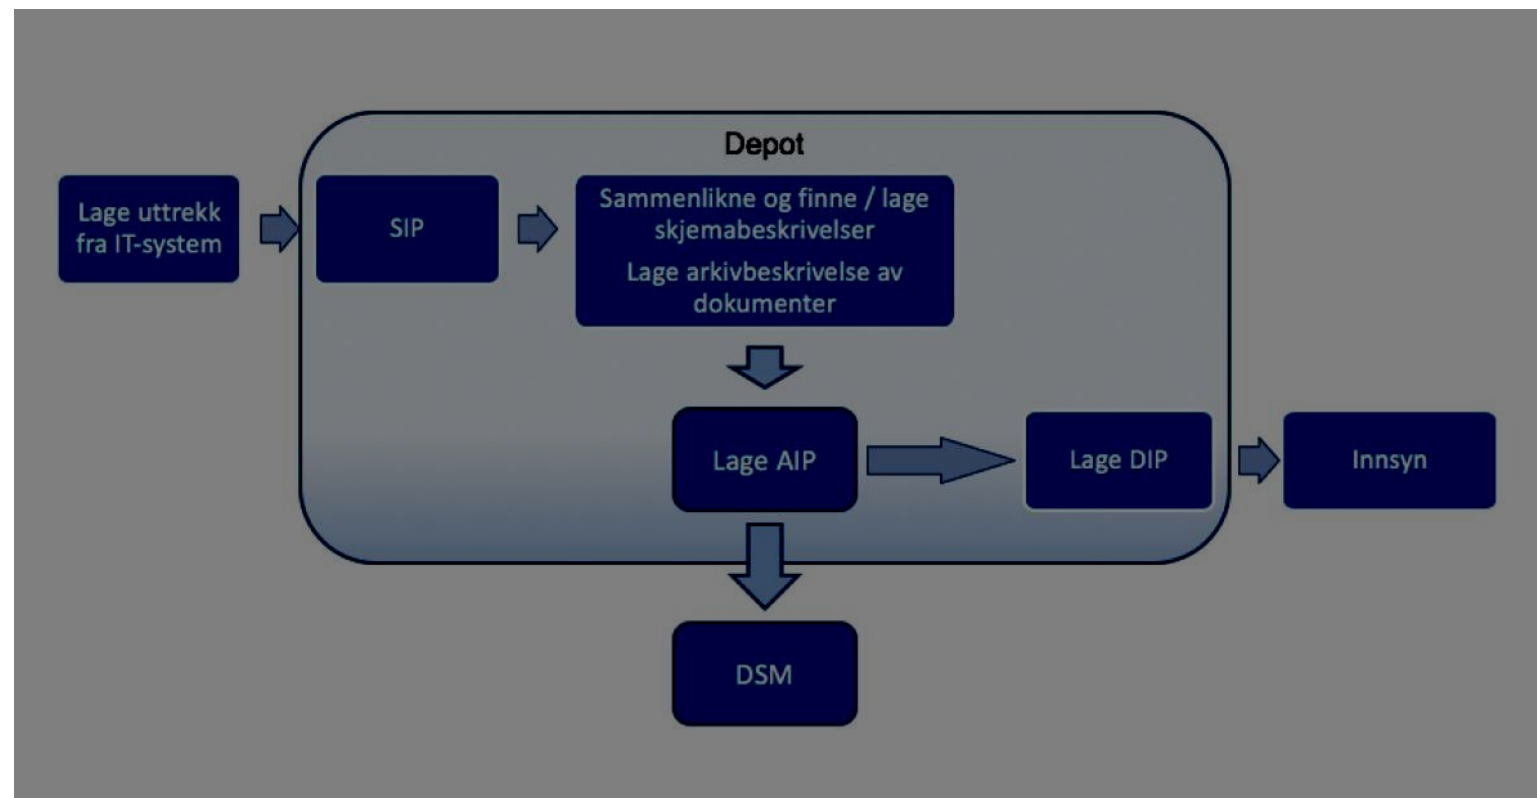 Depot
Lage uttrekk
fra IT-system
SIP
Sammenlikne og finne / lage
skjemabeskrivelser
Lage arkivbeskrivelse av
dokumenter
Lage AIP
Lage DIP
Innsyn
DSM